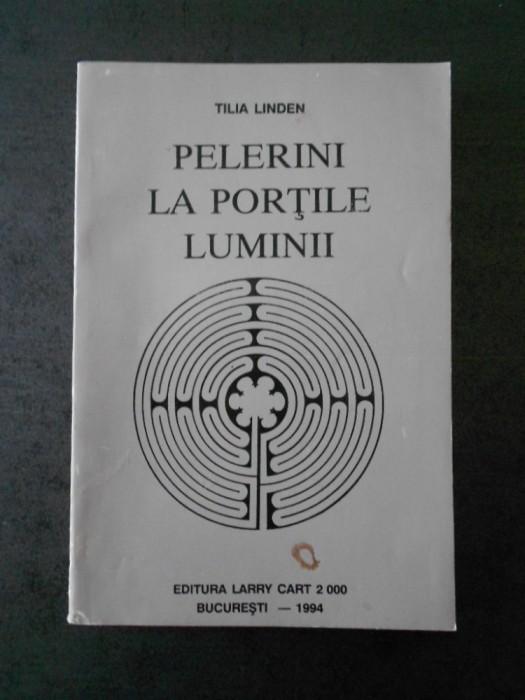 TILIA LINDEN
PELERINI
LA PORŢILE
LUMINII
EDITURA LARRY CART 2 000
BUCUREŞTI — 1994